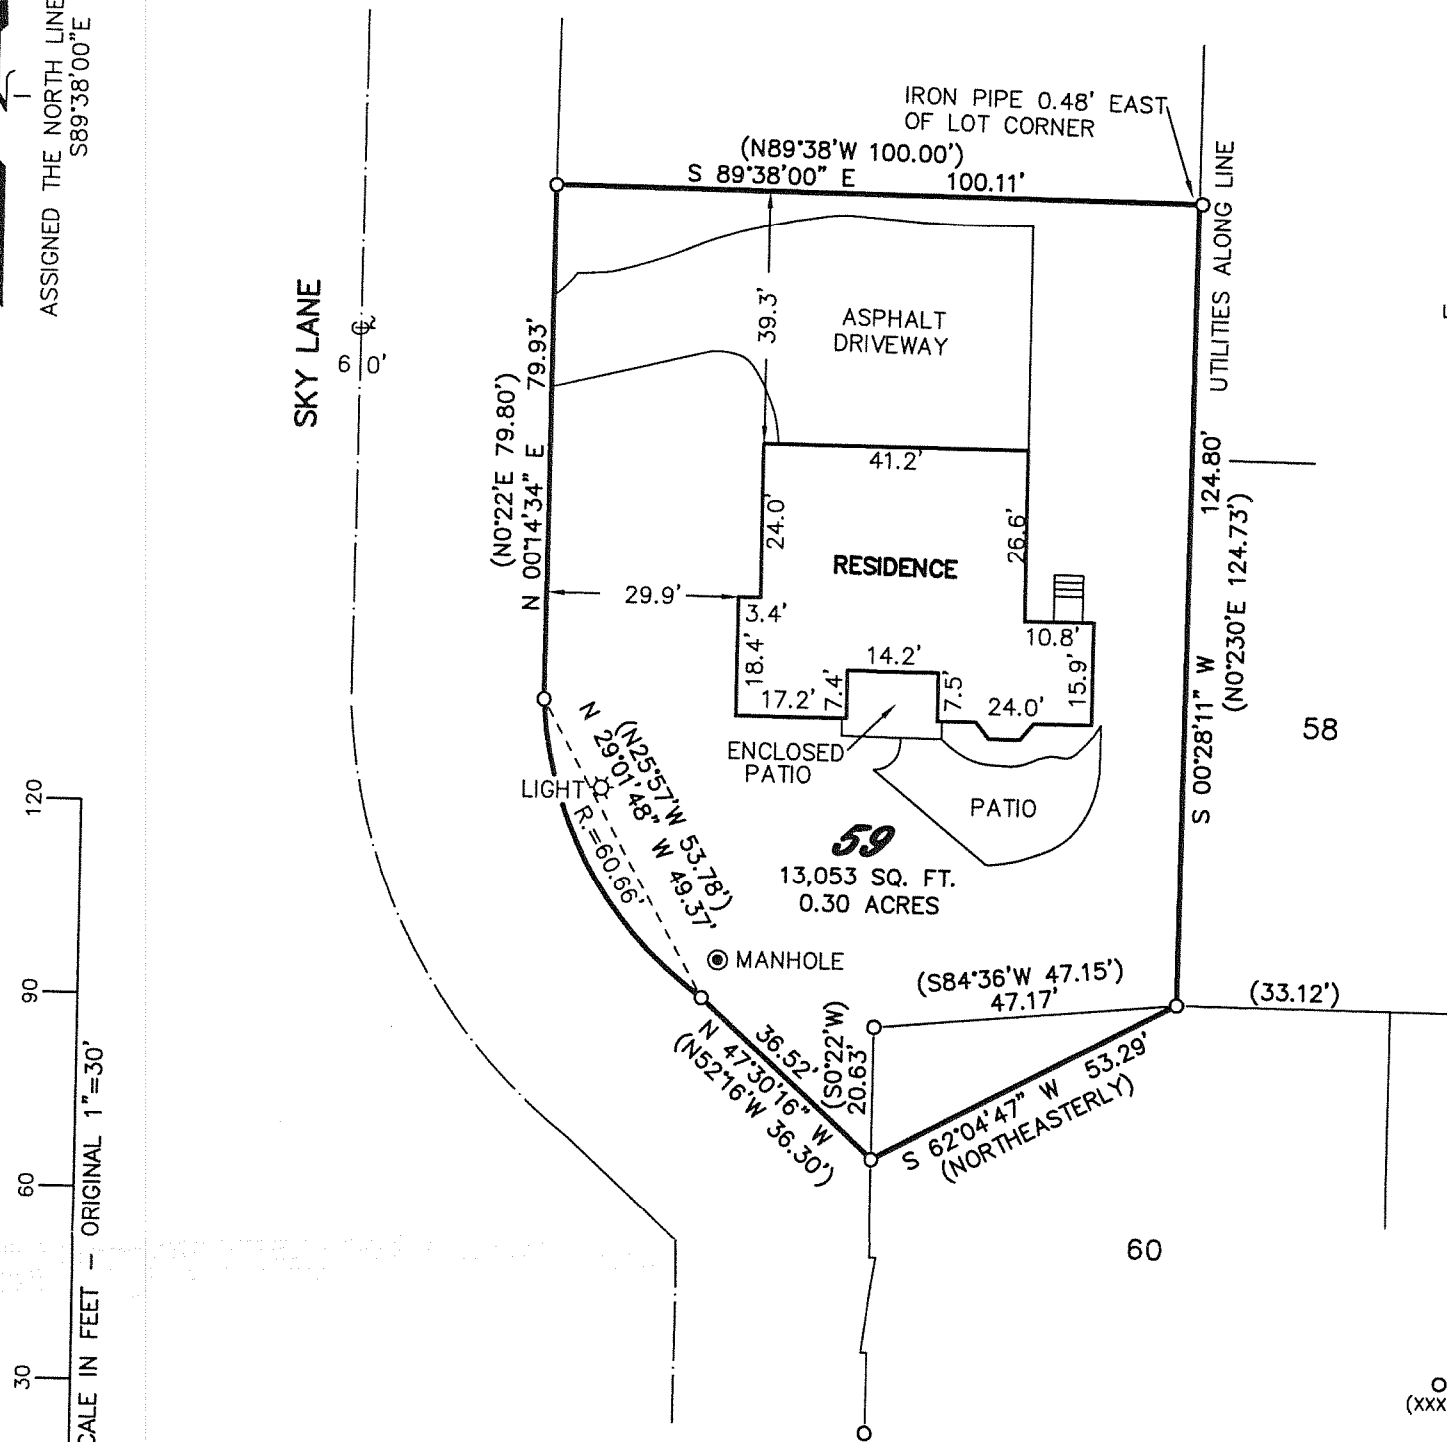 ASSIGNED THE NORTH LINE
S89°38'00"E
IRON PIPE 0.48' EAST
OF LOT CORNER
(N89°38'W 100.00')
S 89°38'00" E 100.11'
UTILITIES ALONG LINE
SKY LANE
℄
60'
39.3'
ASPHALT
DRIVEWAY
(N0°22'E 79.80')
N 00°14'34" E 79.93'
41.2'
24.0'
26.6'
RESIDENCE
124.80'
S 00°28'11" W
(N0°230'E 124.73')
29.9'
3.4'
18.4'
10.8'
15.9'
14.2'
17.2'
7.4'
7.5'
24.0'
58
ENCLOSED
PATIO
PATIO
LIGHT
(N25°57'W 53.78')
N 29°01'48" W 49.37'
R.=60.66'
59
13,053 SQ. FT.
0.30 ACRES
MANHOLE
(S84°36'W 47.15')
47.17'
(33.12')
36.52'
N 47°30'16" W
(N52°16'W 36.30')
(S0°22'W)
20.63'
S 62°04'47" W 53.29'
(NORTHEASTERLY)
60
120
90
60
30
CALE IN FEET – ORIGINAL 1"=30'
(XXX